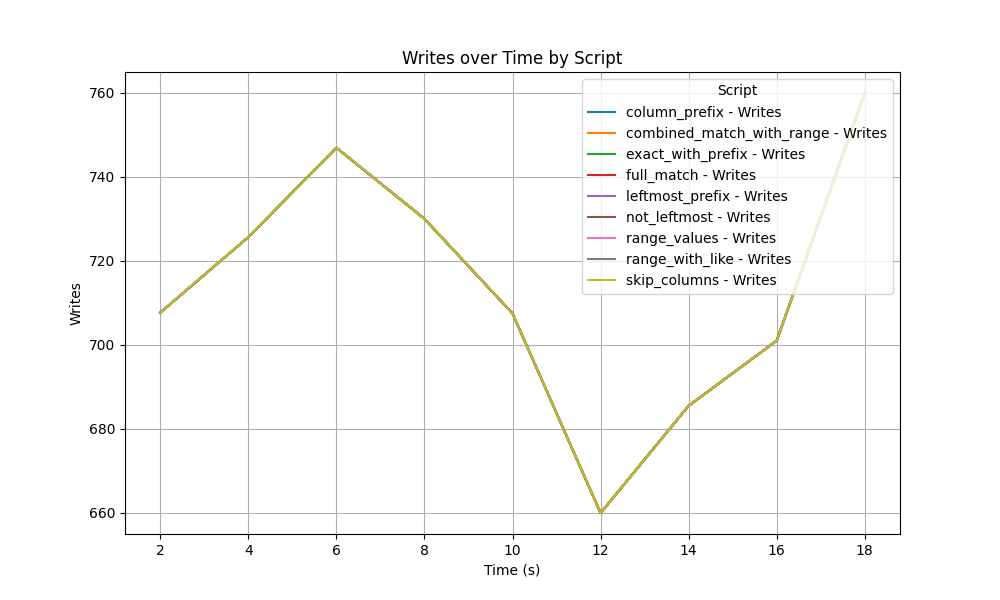 Writes over Time by Script
760
740
720
700
680
660
Writes
Script
column_prefix - Writes
combined_match_with_range - Writes
exact_with_prefix - Writes
full_match - Writes
leftmost_prefix - Writes
not_leftmost - Writes
range_values - Writes
range_with_like - Writes
skip_columns - Writes
2 4 6 8 10 12 14 16 18
Time (s)